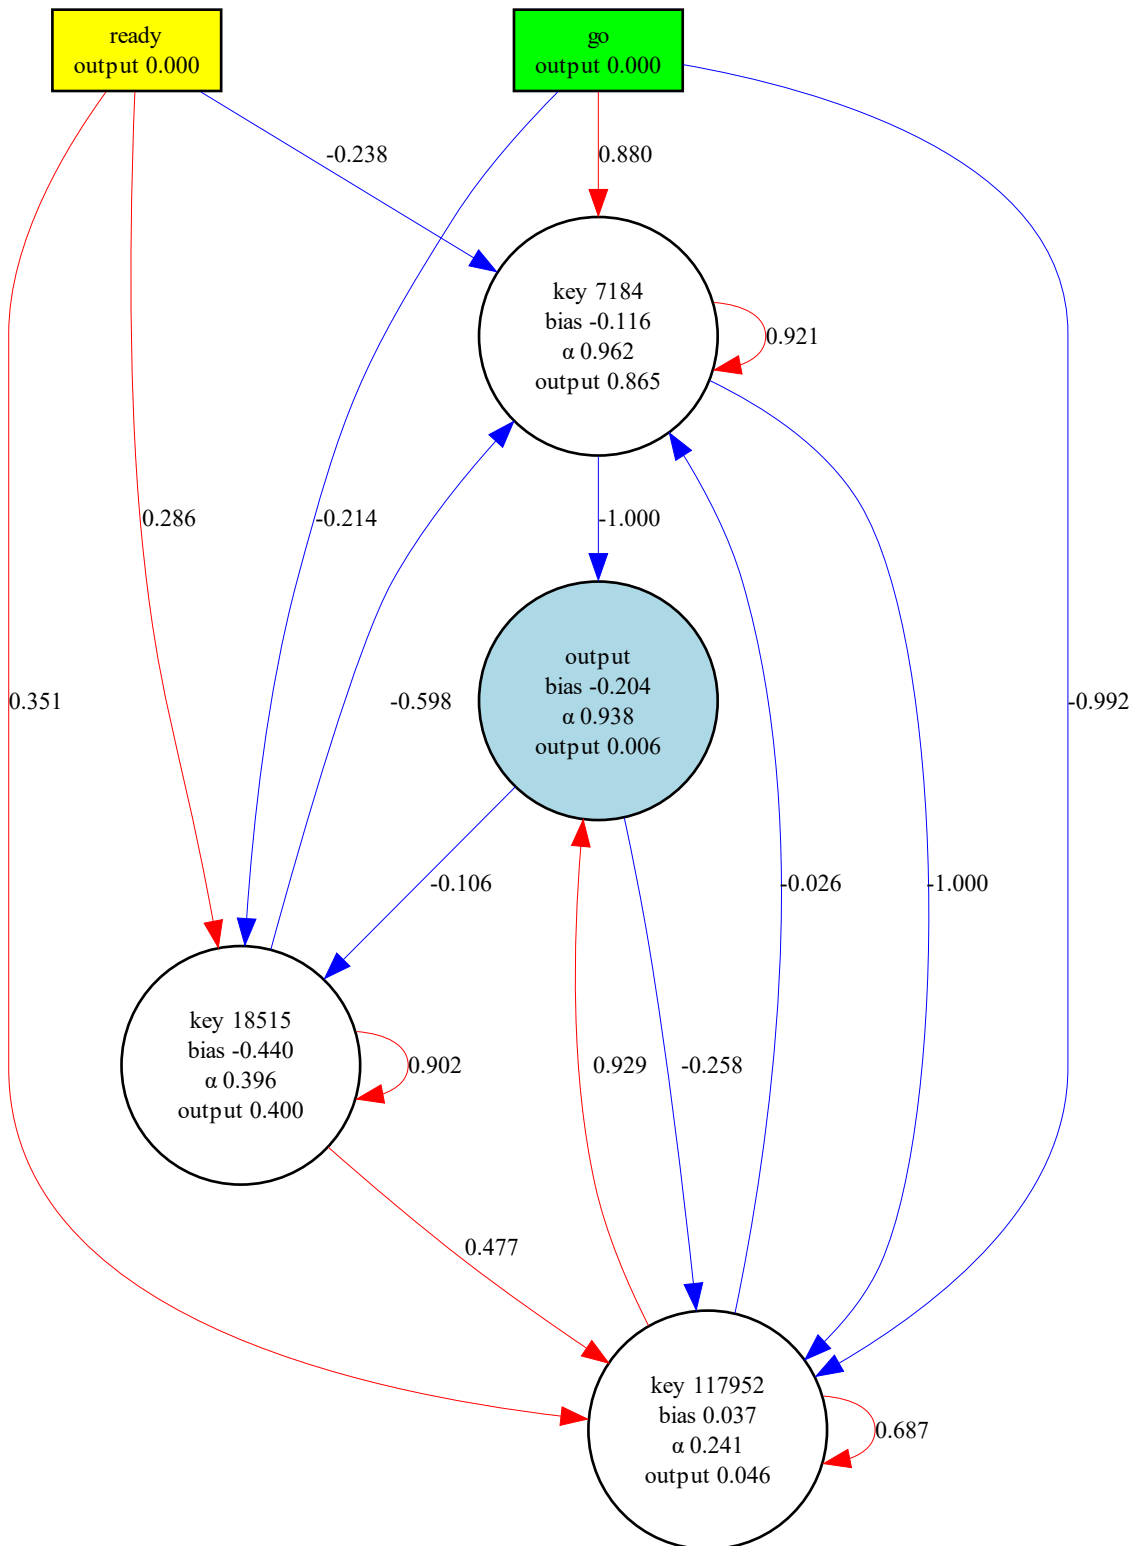 ready
output 0.000
go
output 0.000
-0.238
0.880
key 7184
bias -0.116
α 0.962
output 0.865
0.921
0.286
-0.214
-1.000
output
bias -0.204
α 0.938
output 0.006
0.351
-0.598
-0.992
-0.106
-0.026
-1.000
key 18515
bias -0.440
α 0.396
output 0.400
0.902
0.929
-0.258
0.477
key 117952
bias 0.037
α 0.241
output 0.046
0.687